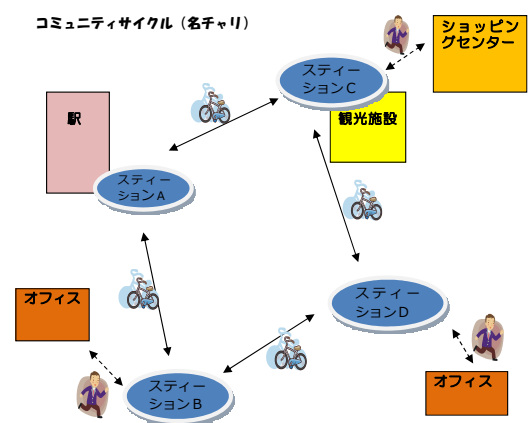 コミュニティサイクル（名チャリ）
ショッピン
グセンター
スティー
ションC
駅
観光施設
スティー
ションA
オフィス
スティー
ションD
オフィス
スティー
ションB